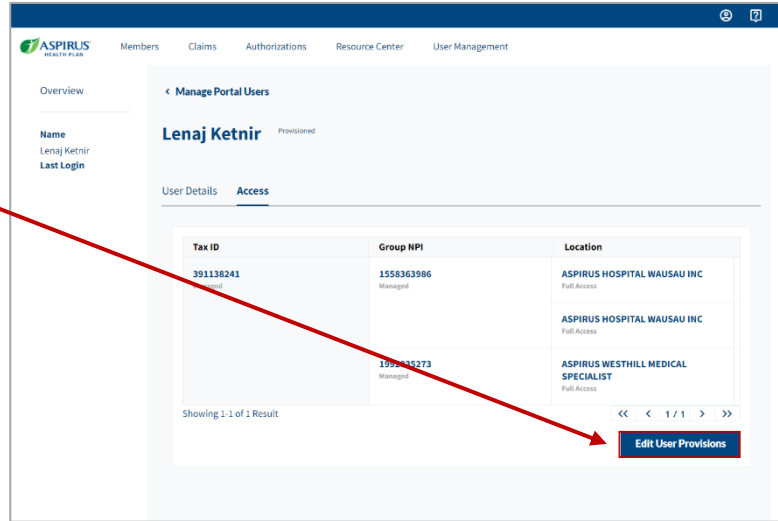 ASPIRUS
HEALTH PLAN
Members Claims Authorizations Resource Center User Management
Overview
Name
Lenaj Ketnir
Last Login
< Manage Portal Users
Lenaj Ketnir Provisioned
User Details Access
Tax ID Group NPI Location
391138241 1558363986 ASPIRUS HOSPITAL WAUSAU INC
Managed Managed Full Access
ASPIRUS HOSPITAL WAUSAU INC
Full Access
ASPIRUS WESTHILL MEDICAL
Managed SPECIALIST
Full Access
Showing 1-1 of 1 Result << < 1 / 1 > >>
Edit User Provisions